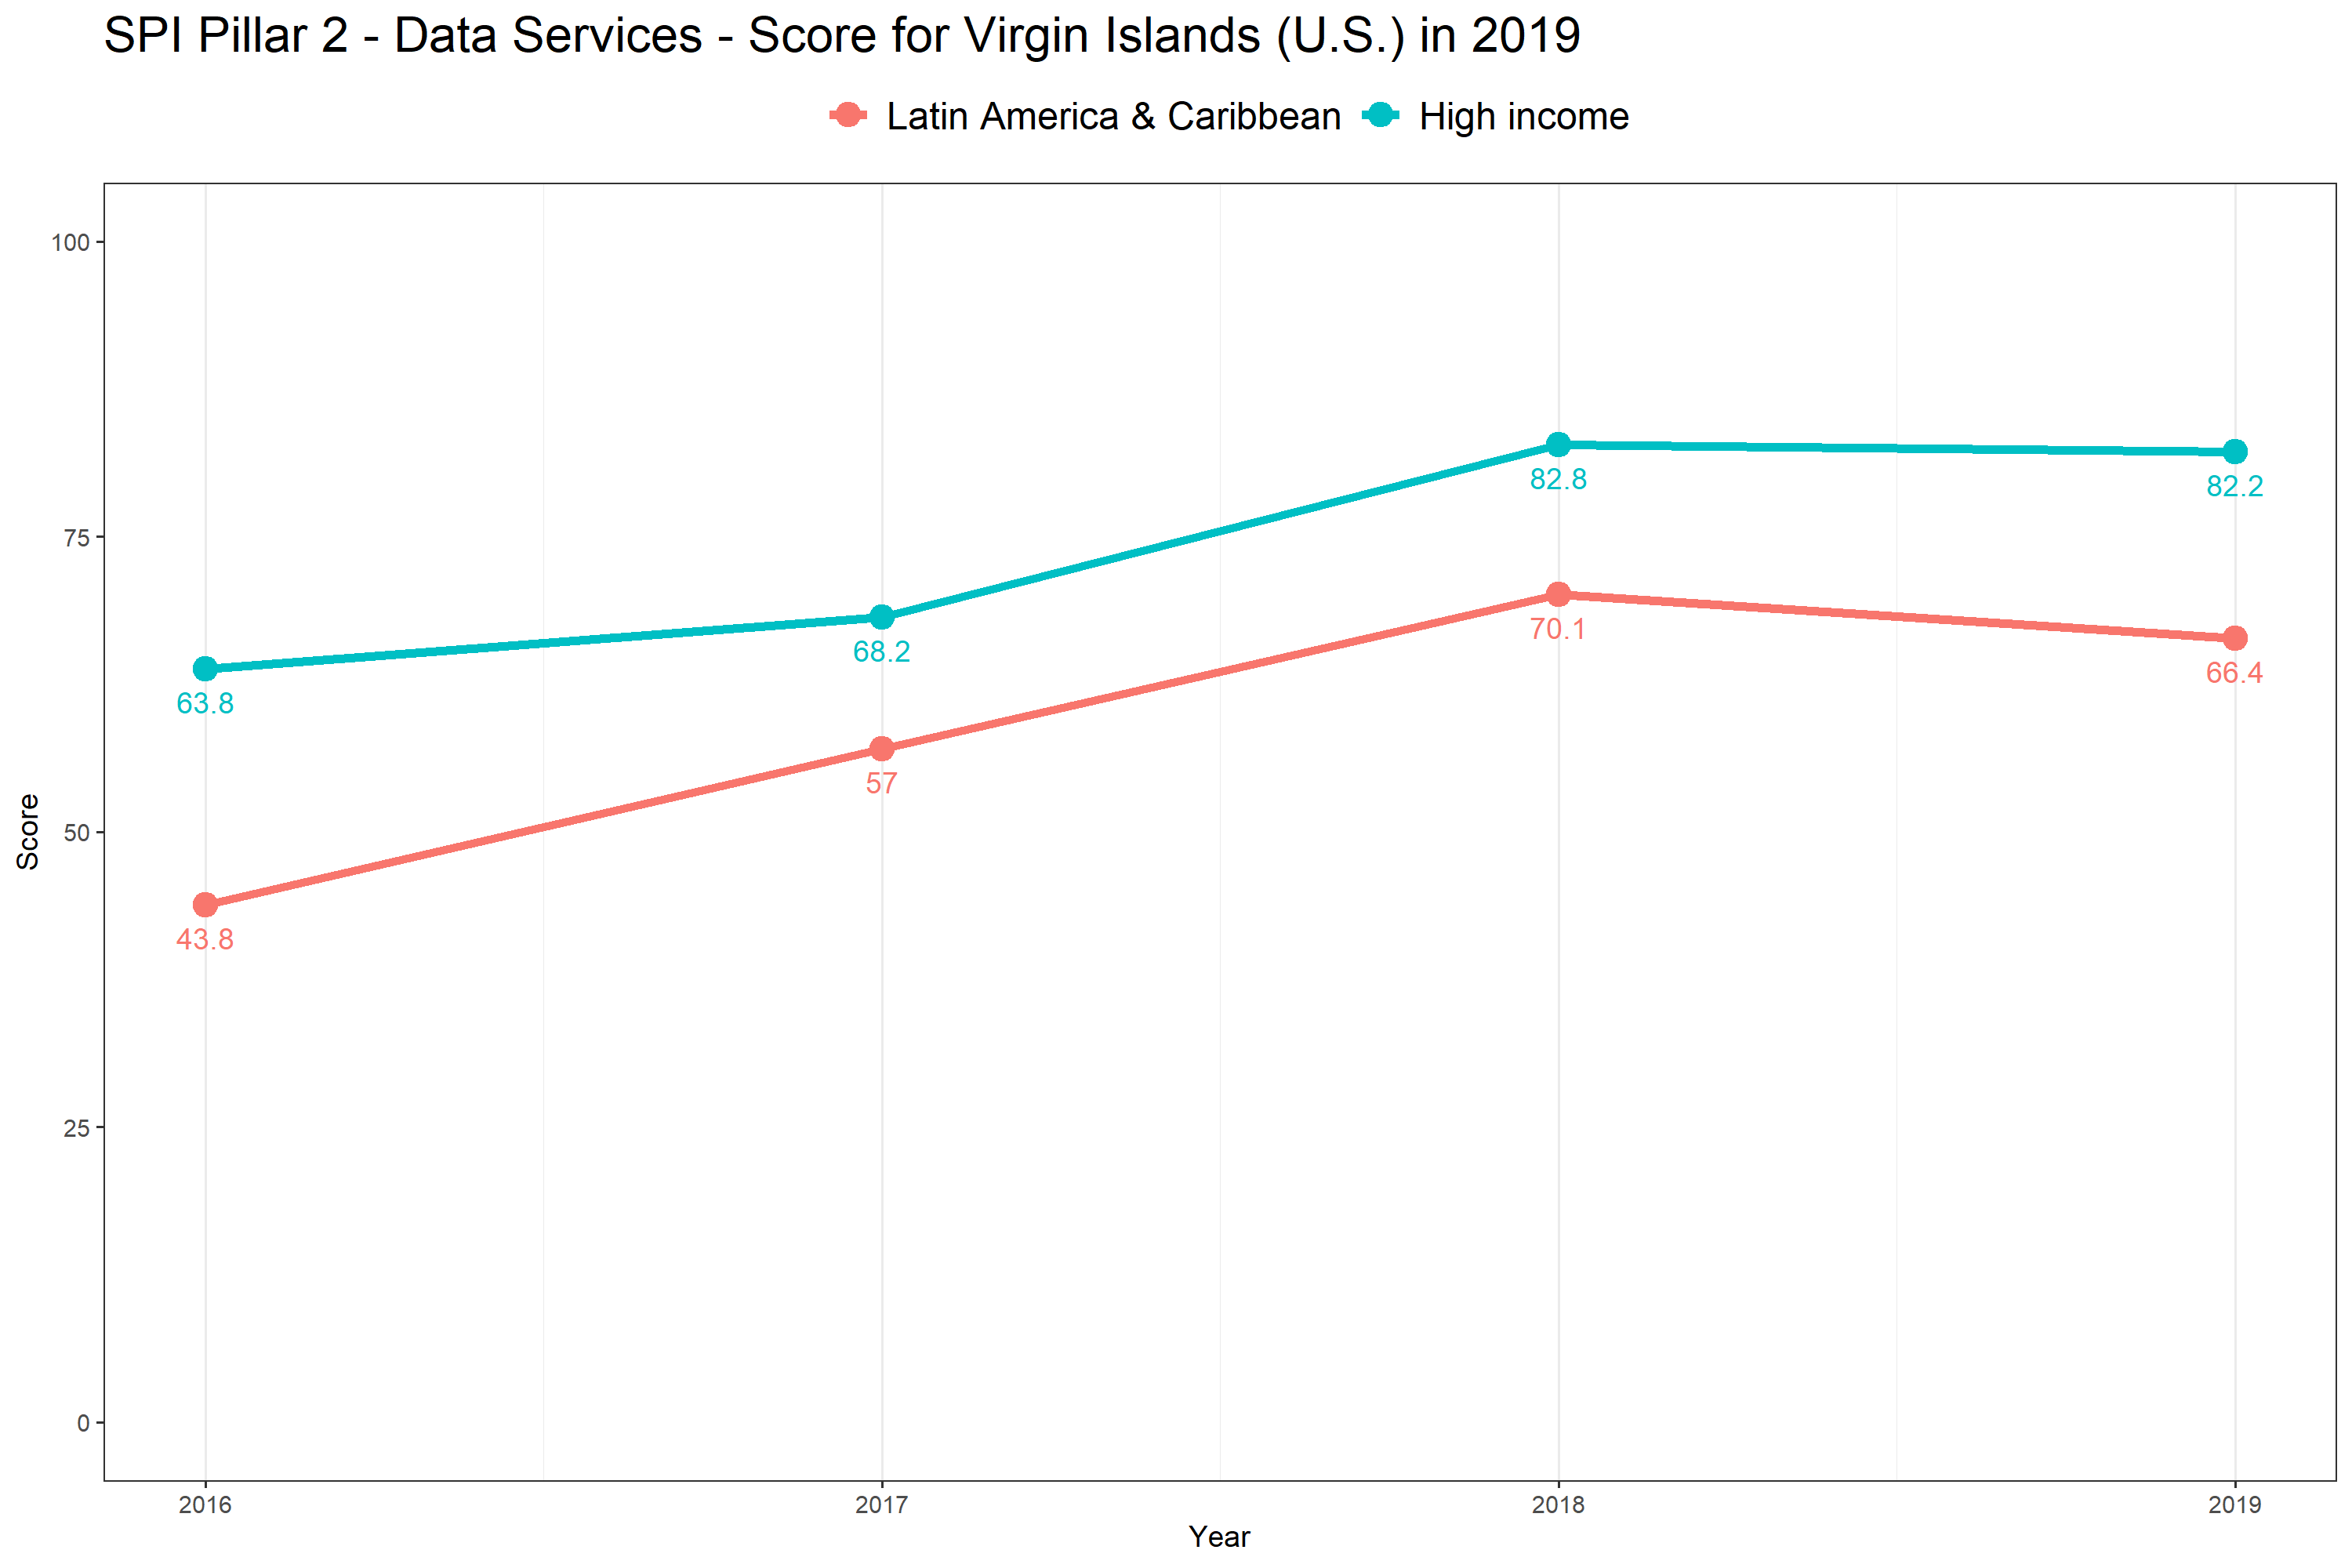 SPI Pillar 2 - Data Services - Score for Virgin Islands (U.S.) in 2019
Latin America & Caribbean High income
100
75
50
25
0
Score
82.8
82.2
70.1
66.4
68.2
63.8
57
43.8
2016 2017 2018 2019
Year